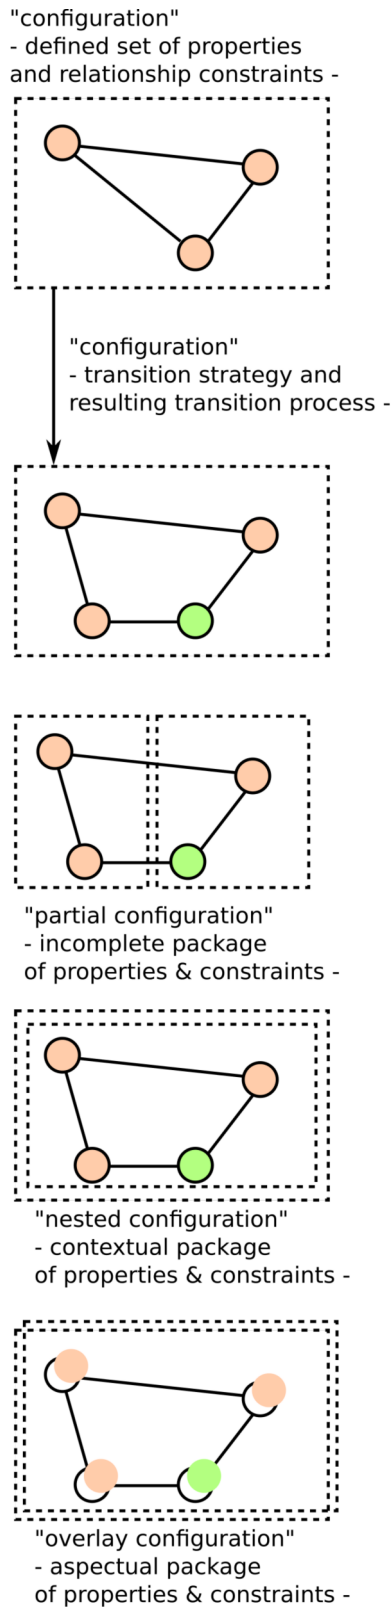 "configuration"
- defined set of properties
and relationship constraints -
"configuration"
- transition strategy and
resulting transition process -
"partial configuration"
- incomplete package
of properties & constraints -
"nested configuration"
- contextual package
of properties & constraints -
"overlay configuration"
- aspectual package
of properties & constraints -